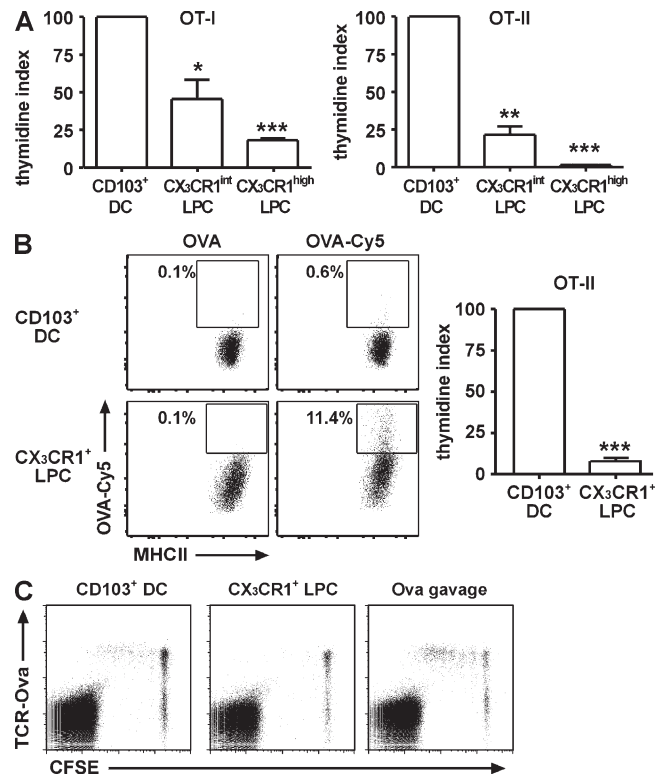 A
OT-I
OT-II
thymidine index
100
75
50
25
0
*
***
CD103⁺ DC
CX₃CR1ⁱⁿᵗ LPC
CX₃CR1ʰⁱᵍʰ LPC
thymidine index
100
75
50
25
0
**
***
CD103⁺ DC
CX₃CR1ⁱⁿᵗ LPC
CX₃CR1ʰⁱᵍʰ LPC
B
OVA
OVA-Cy5
CD103⁺ DC
0.1%
0.6%
CX₃CR1⁺ LPC
0.1%
11.4%
OVA-Cy5
MHCII
OT-II
thymidine index
100
75
50
25
0
***
CD103⁺ DC
CX₃CR1⁺ LPC
C
CD103⁺ DC
CX₃CR1⁺ LPC
Ova gavage
TCR-Ova
CFSE